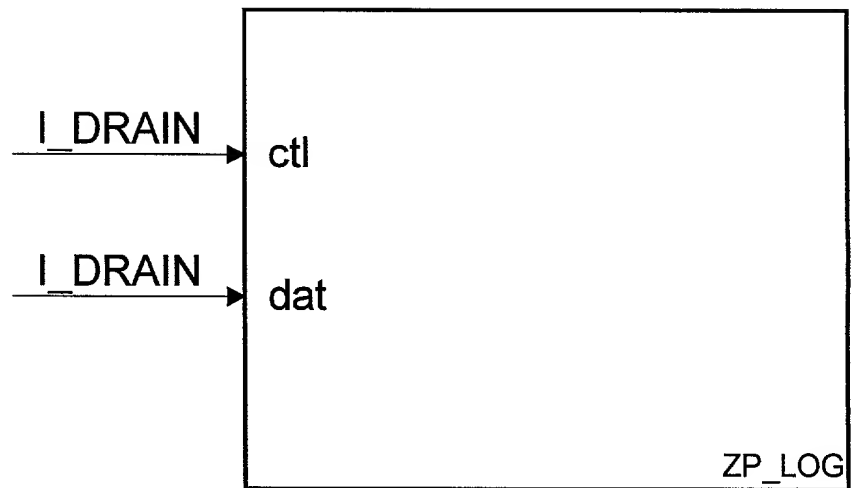 I_DRAIN
ctl
I_DRAIN
dat
ZP_LOG